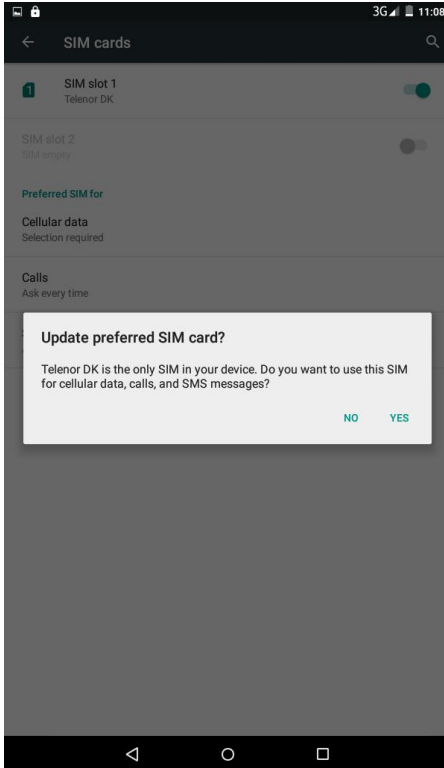 3G 11:08
SIM cards
1
SIM slot 1
Telenor DK
SIM slot 2
SIM empty
Preferred SIM for
Cellular data
Selection required
Calls
Ask every time
Update preferred SIM card?
Telenor DK is the only SIM in your device. Do you want to use this SIM
for cellular data, calls, and SMS messages?
NO YES